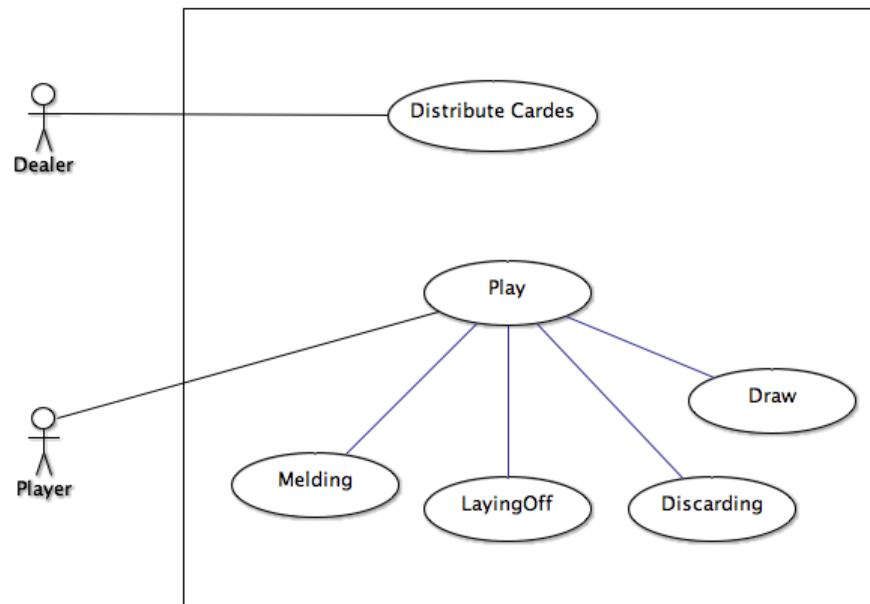 Distribute Cardes
Dealer
Play
Draw
Melding
Player
LayingOff
Discarding